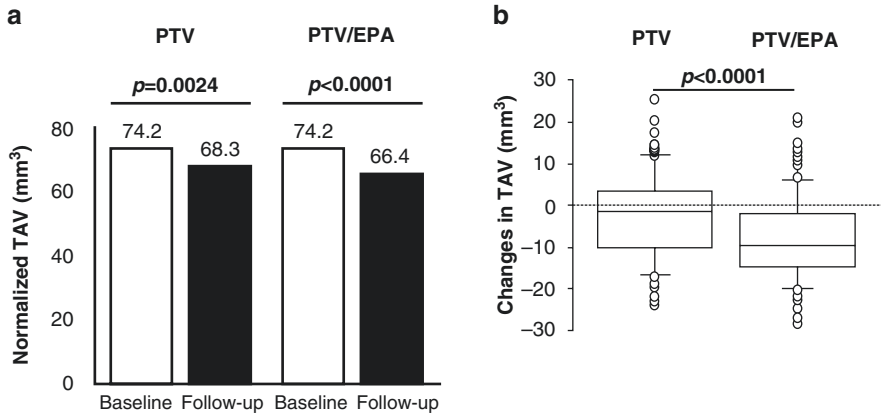 a
PTV PTV/EPA
p=0.0024 p<0.0001
Normalized TAV (mm³)
80
60
40
20
0
74.2 68.3 74.2 66.4
Baseline Follow-up Baseline Follow-up
b
PTV PTV/EPA
p<0.0001
Changes in TAV (mm³)
30
20
10
0
–10
–20
–30